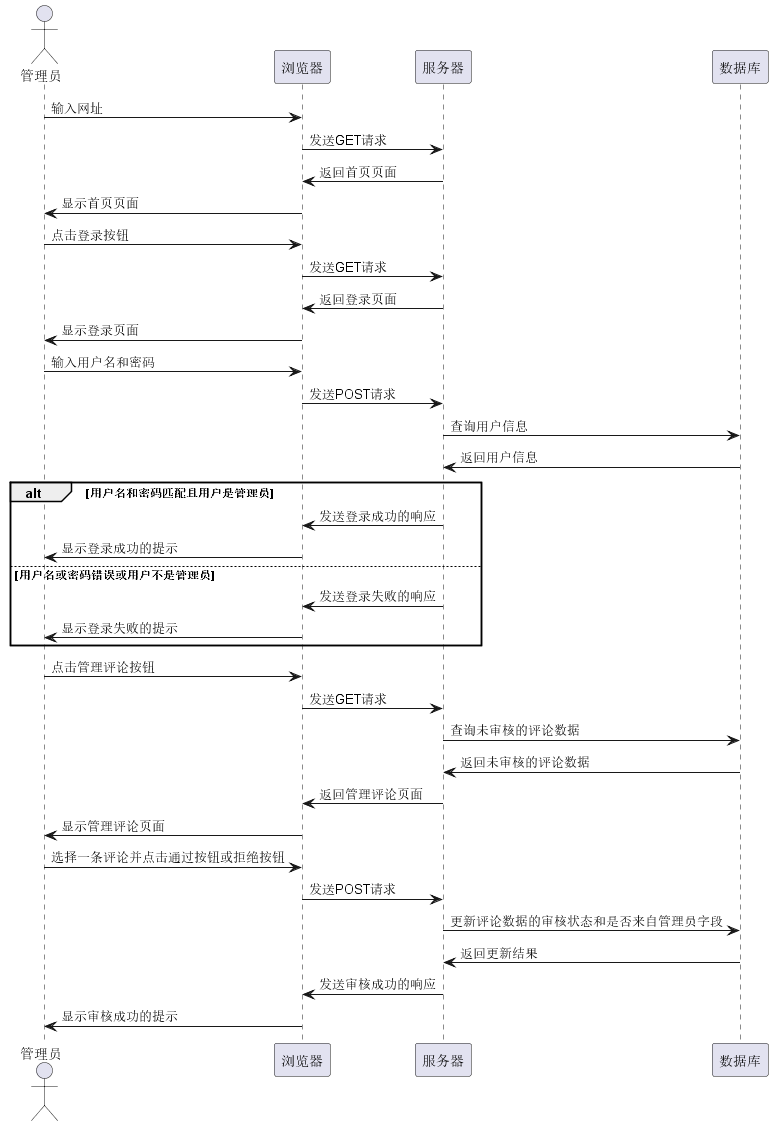 管理员
浏览器
服务器
数据库
输入网址
发送GET请求
返回首页页面
显示首页页面
点击登录按钮
发送GET请求
返回登录页面
显示登录页面
输入用户名和密码
发送POST请求
查询用户信息
返回用户信息
alt [用户名和密码匹配且用户是管理员]
发送登录成功的响应
显示登录成功的提示
[用户名或密码错误或用户不是管理员]
发送登录失败的响应
显示登录失败的提示
点击管理评论按钮
发送GET请求
查询未审核的评论数据
返回未审核的评论数据
返回管理评论页面
显示管理评论页面
选择一条评论并点击通过按钮或拒绝按钮
发送POST请求
更新评论数据的审核状态和是否来自管理员字段
返回更新结果
发送审核成功的响应
显示审核成功的提示
管理员
浏览器
服务器
数据库